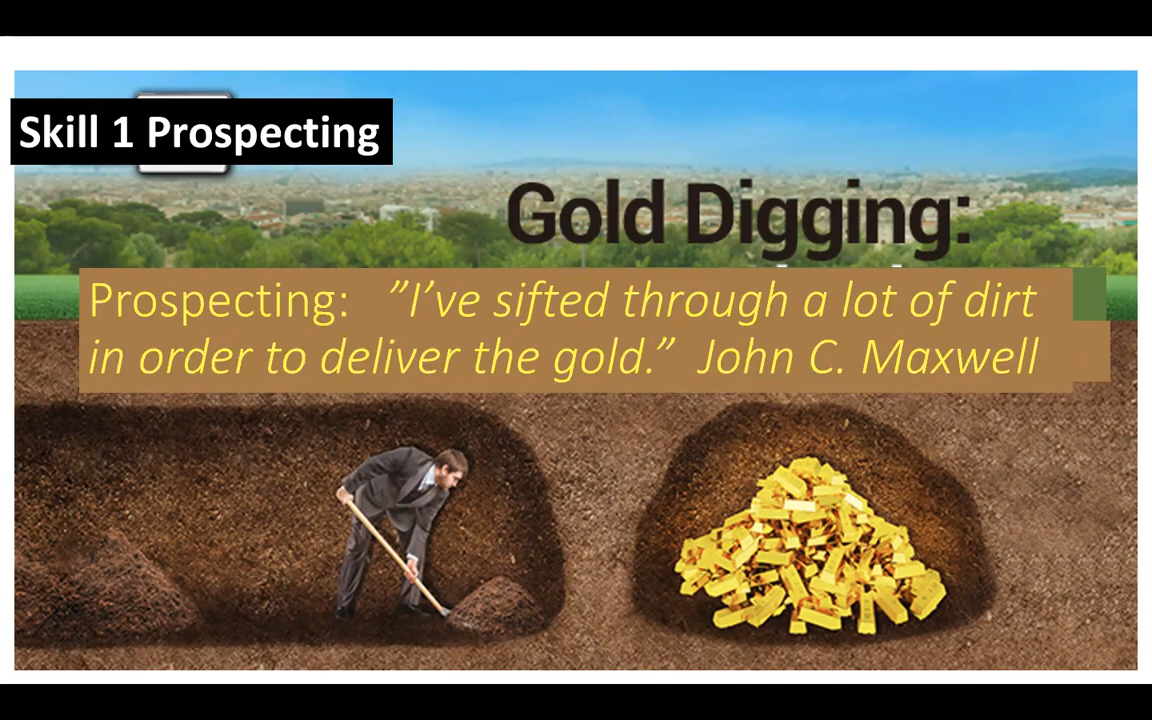 Skill 1 Prospecting
Gold Digging:
Prospecting: ”I’ve sifted through a lot of dirt
in order to deliver the gold.” John C. Maxwell